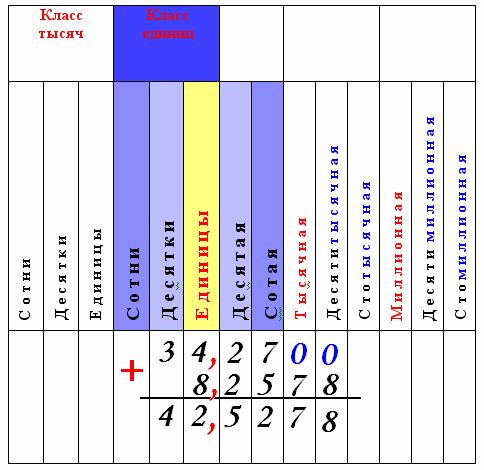 Класс тысяч
Класс единиц
Сотни
Десятки
Единицы
Сотни
Десятки
Единицы
Десятая
Сотая
Тысячная
Десятитысячная
Стотысячная
Миллионная
Десятимиллионная
Стомиллионная
+ 3 4, 2 7 0 0
8, 2 5 7 8
4 2, 5 2 7 8